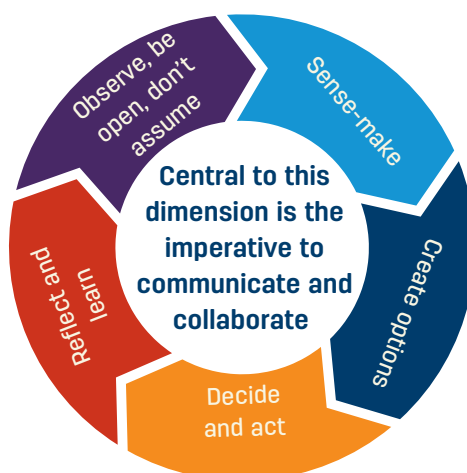 Observe, be
open, don't
assume
Sense-make
Create options
Decide
and act
Reflect and
learn
Central to this
dimension is the
imperative to
communicate and
collaborate